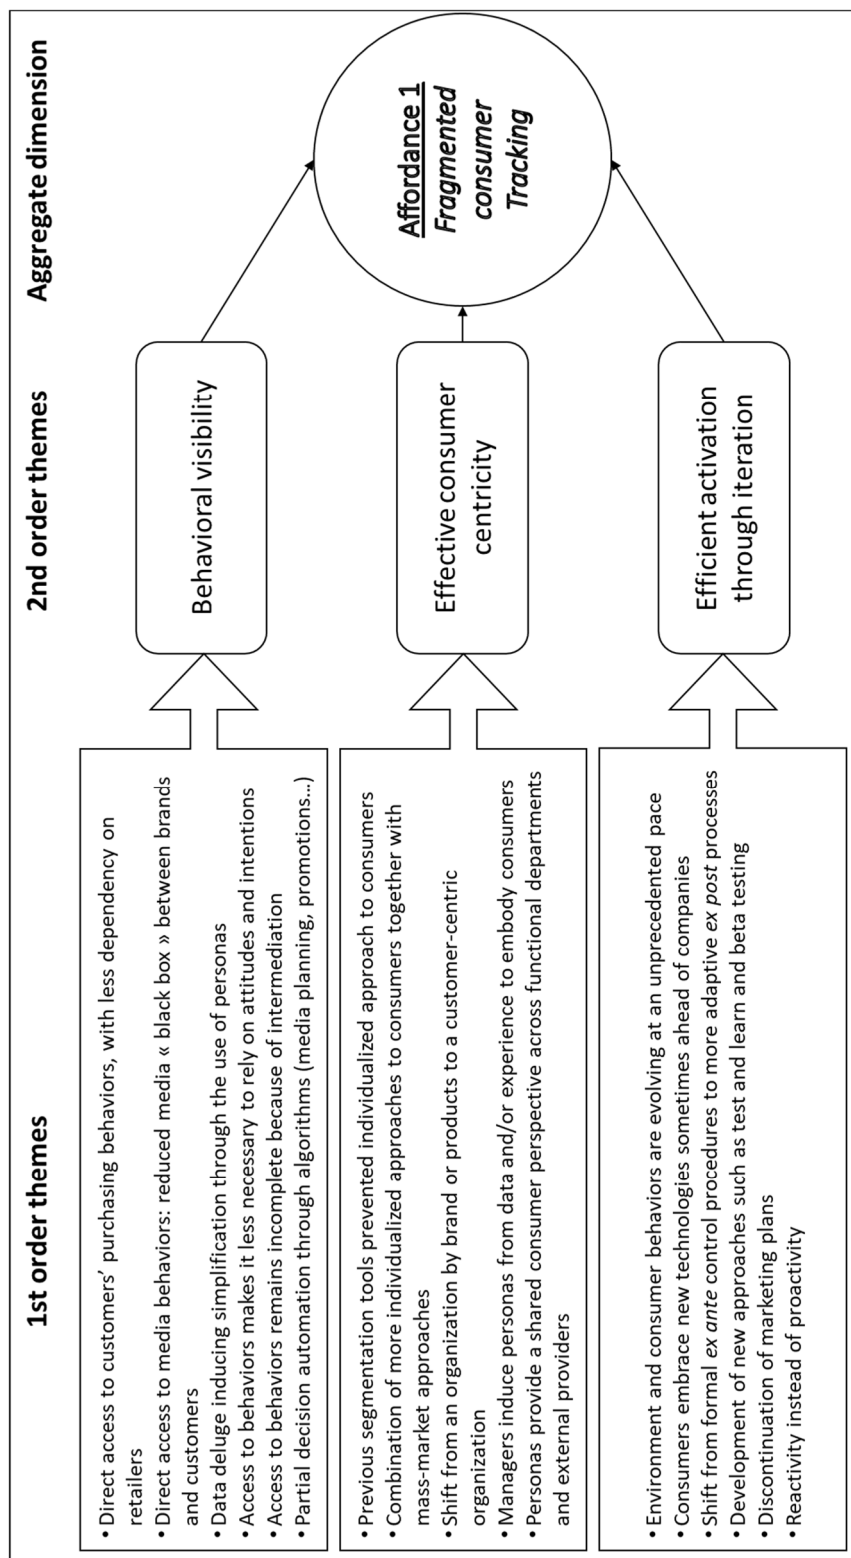 1st order themes
2nd order themes
Aggregate dimension
• Direct access to customers’ purchasing behaviors, with less dependency on
retailers
• Direct access to media behaviors: reduced media « black box » between brands
and customers
• Data deluge inducing simplification through the use of personas
• Access to behaviors makes it less necessary to rely on attitudes and intentions
• Access to behaviors remains incomplete because of intermediation
• Partial decision automation through algorithms (media planning, promotions…)
Behavioral visibility
• Previous segmentation tools prevented individualized approach to consumers
• Combination of more individualized approaches to consumers together with
mass-market approaches
• Shift from an organization by brand or products to a customer-centric
organization
• Managers induce personas from data and/or experience to embody consumers
• Personas provide a shared consumer perspective across functional departments
and external providers
Effective consumer
centricity
• Environment and consumer behaviors are evolving at an unprecedented pace
• Consumers embrace new technologies sometimes ahead of companies
• Shift from formal ex ante control procedures to more adaptive ex post processes
• Development of new approaches such as test and learn and beta testing
• Discontinuation of marketing plans
• Reactivity instead of proactivity
Efficient activation
through iteration
Affordance 1
Fragmented
consumer
Tracking